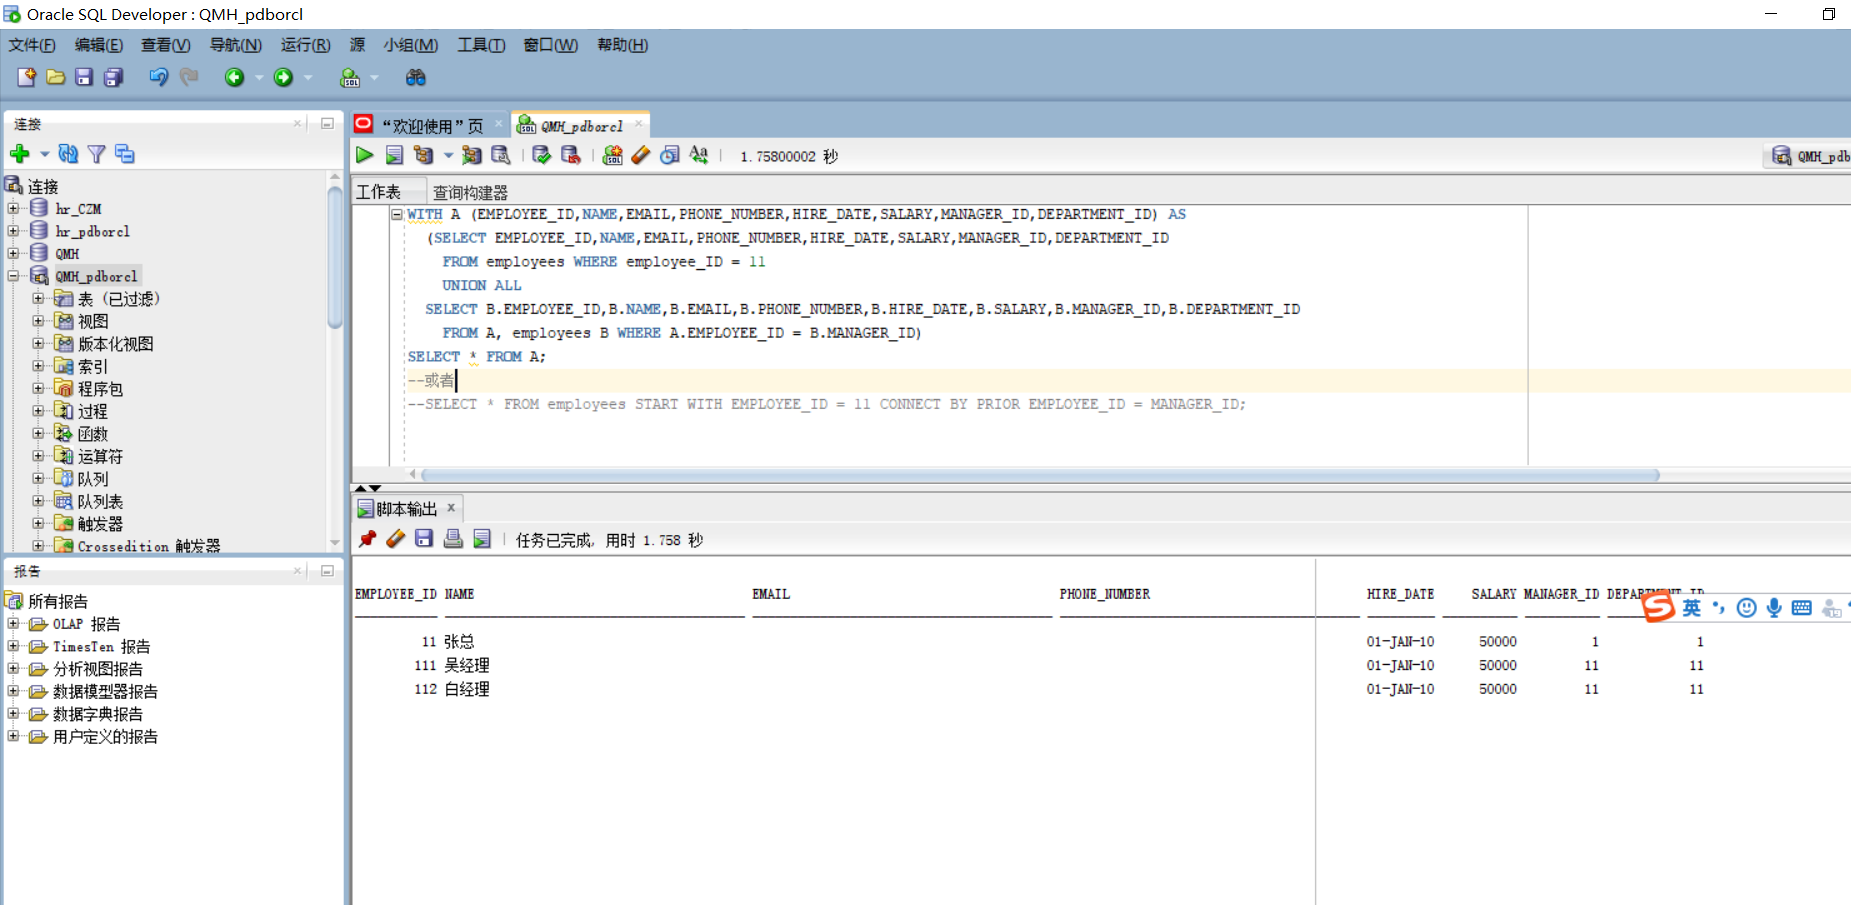 Oracle SQL Developer : QMH_pdborcl
文件(F) 编辑(E) 查看(V) 导航(N) 运行(R) 源 小组(M) 工具(T) 窗口(W) 帮助(H)
连接
连接
hr_CZM
hr_pdborcl
QMH
QMH_pdborcl
表 (已过滤)
视图
版本化视图
索引
程序包
过程
函数
运算符
队列
队列表
触发器
Crossedition 触发器
报告
所有报告
OLAP 报告
TimesTen 报告
分析视图报告
数据模型器报告
数据字典报告
用户定义的报告
“欢迎使用”页 QMH_pdborcl
1.75800002 秒
QMH_pdb
工作表 查询构建器
WITH A (EMPLOYEE_ID,NAME,EMAIL,PHONE_NUMBER,HIRE_DATE,SALARY,MANAGER_ID,DEPARTMENT_ID) AS
(SELECT EMPLOYEE_ID,NAME,EMAIL,PHONE_NUMBER,HIRE_DATE,SALARY,MANAGER_ID,DEPARTMENT_ID
FROM employees WHERE employee_ID = 11
UNION ALL
SELECT B.EMPLOYEE_ID,B.NAME,B.EMAIL,B.PHONE_NUMBER,B.HIRE_DATE,B.SALARY,B.MANAGER_ID,B.DEPARTMENT_ID
FROM A, employees B WHERE A.EMPLOYEE_ID = B.MANAGER_ID)
SELECT * FROM A;
--或者
--SELECT * FROM employees START WITH EMPLOYEE_ID = 11 CONNECT BY PRIOR EMPLOYEE_ID = MANAGER_ID;
脚本输出
任务已完成, 用时 1.758 秒
EMPLOYEE_ID NAME EMAIL PHONE_NUMBER HIRE_DATE SALARY MANAGER_ID DEPARTMENT_ID
11 张总 01-JAN-10 50000 1 1
111 吴经理 01-JAN-10 50000 11 11
112 白经理 01-JAN-10 50000 11 11
英